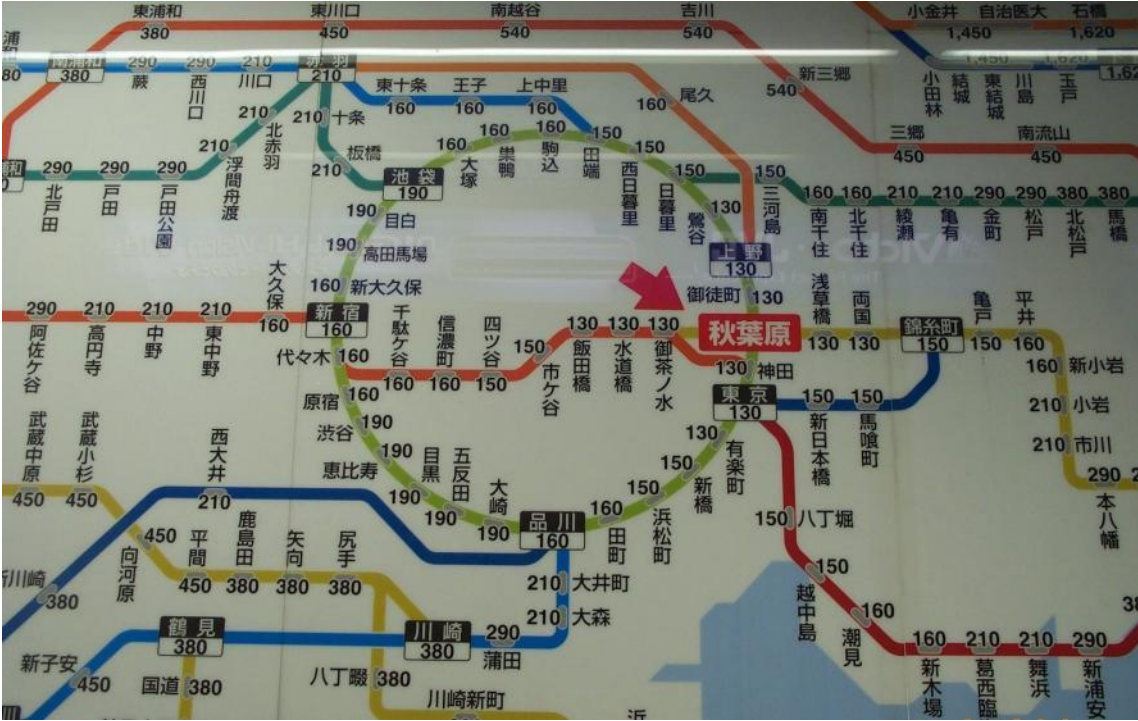 東浦和 380
東川口 450
南越谷 540
吉川 540
小金井 1,450
自治医大
石橋 1,620
1,450
1,620
小田林
結城
東結城
川島
玉戸
新三郷 540
三郷 450
南流山 450
南浦和 380
290 蕨
290 西川口
210 川口
赤羽 210
東十条 160
王子 160
上中里 160
尾久 160
210 十条
210 北赤羽
板橋 210
210 浮間舟渡
290 北戸田
290 戸田
290 戸田公園
池袋 190
160 大塚
160 巣鴨
160 駒込
150 田端
150 西日暮里
150 日暮里
130 鶯谷
150 三河島
160 南千住
160 北千住
210 綾瀬
210 亀有
290 金町
290 松戸
380 北松戸
380 馬橋
190 目白
190 高田馬場
160 新大久保
上野 130
御徒町 130
290 阿佐ケ谷
210 高円寺
210 中野
210 東中野
大久保 160
新宿 160
代々木 160
千駄ケ谷 160
信濃町 160
四ツ谷 150
150 市ケ谷
130 飯田橋
130 水道橋
130 御茶ノ水
秋葉原
浅草橋 130
両国 130
錦糸町 150
亀戸 150
平井 160
160 新小岩
210 小岩
210 市川
290 本八幡
130 神田
東京 130
150 新日本橋
150 馬喰町
原宿 160
渋谷 190
恵比寿 190
目黒 190
五反田 190
大崎 190
品川 160
160 田町
150 浜松町
150 新橋
130 有楽町
150 八丁堀
150 越中島
160 潮見
160 新木場
210 葛西臨
210 舞浜
290 新浦安
武蔵中原 450
武蔵小杉 450
西大井 210
450 向河原
平間 450
鹿島田 380
矢向 380
尻手 380
新川崎 380
210 大井町
210 大森
290 蒲田
鶴見 380
川崎 380
新子安 450
国道 380
八丁畷 380
川崎新町
浜